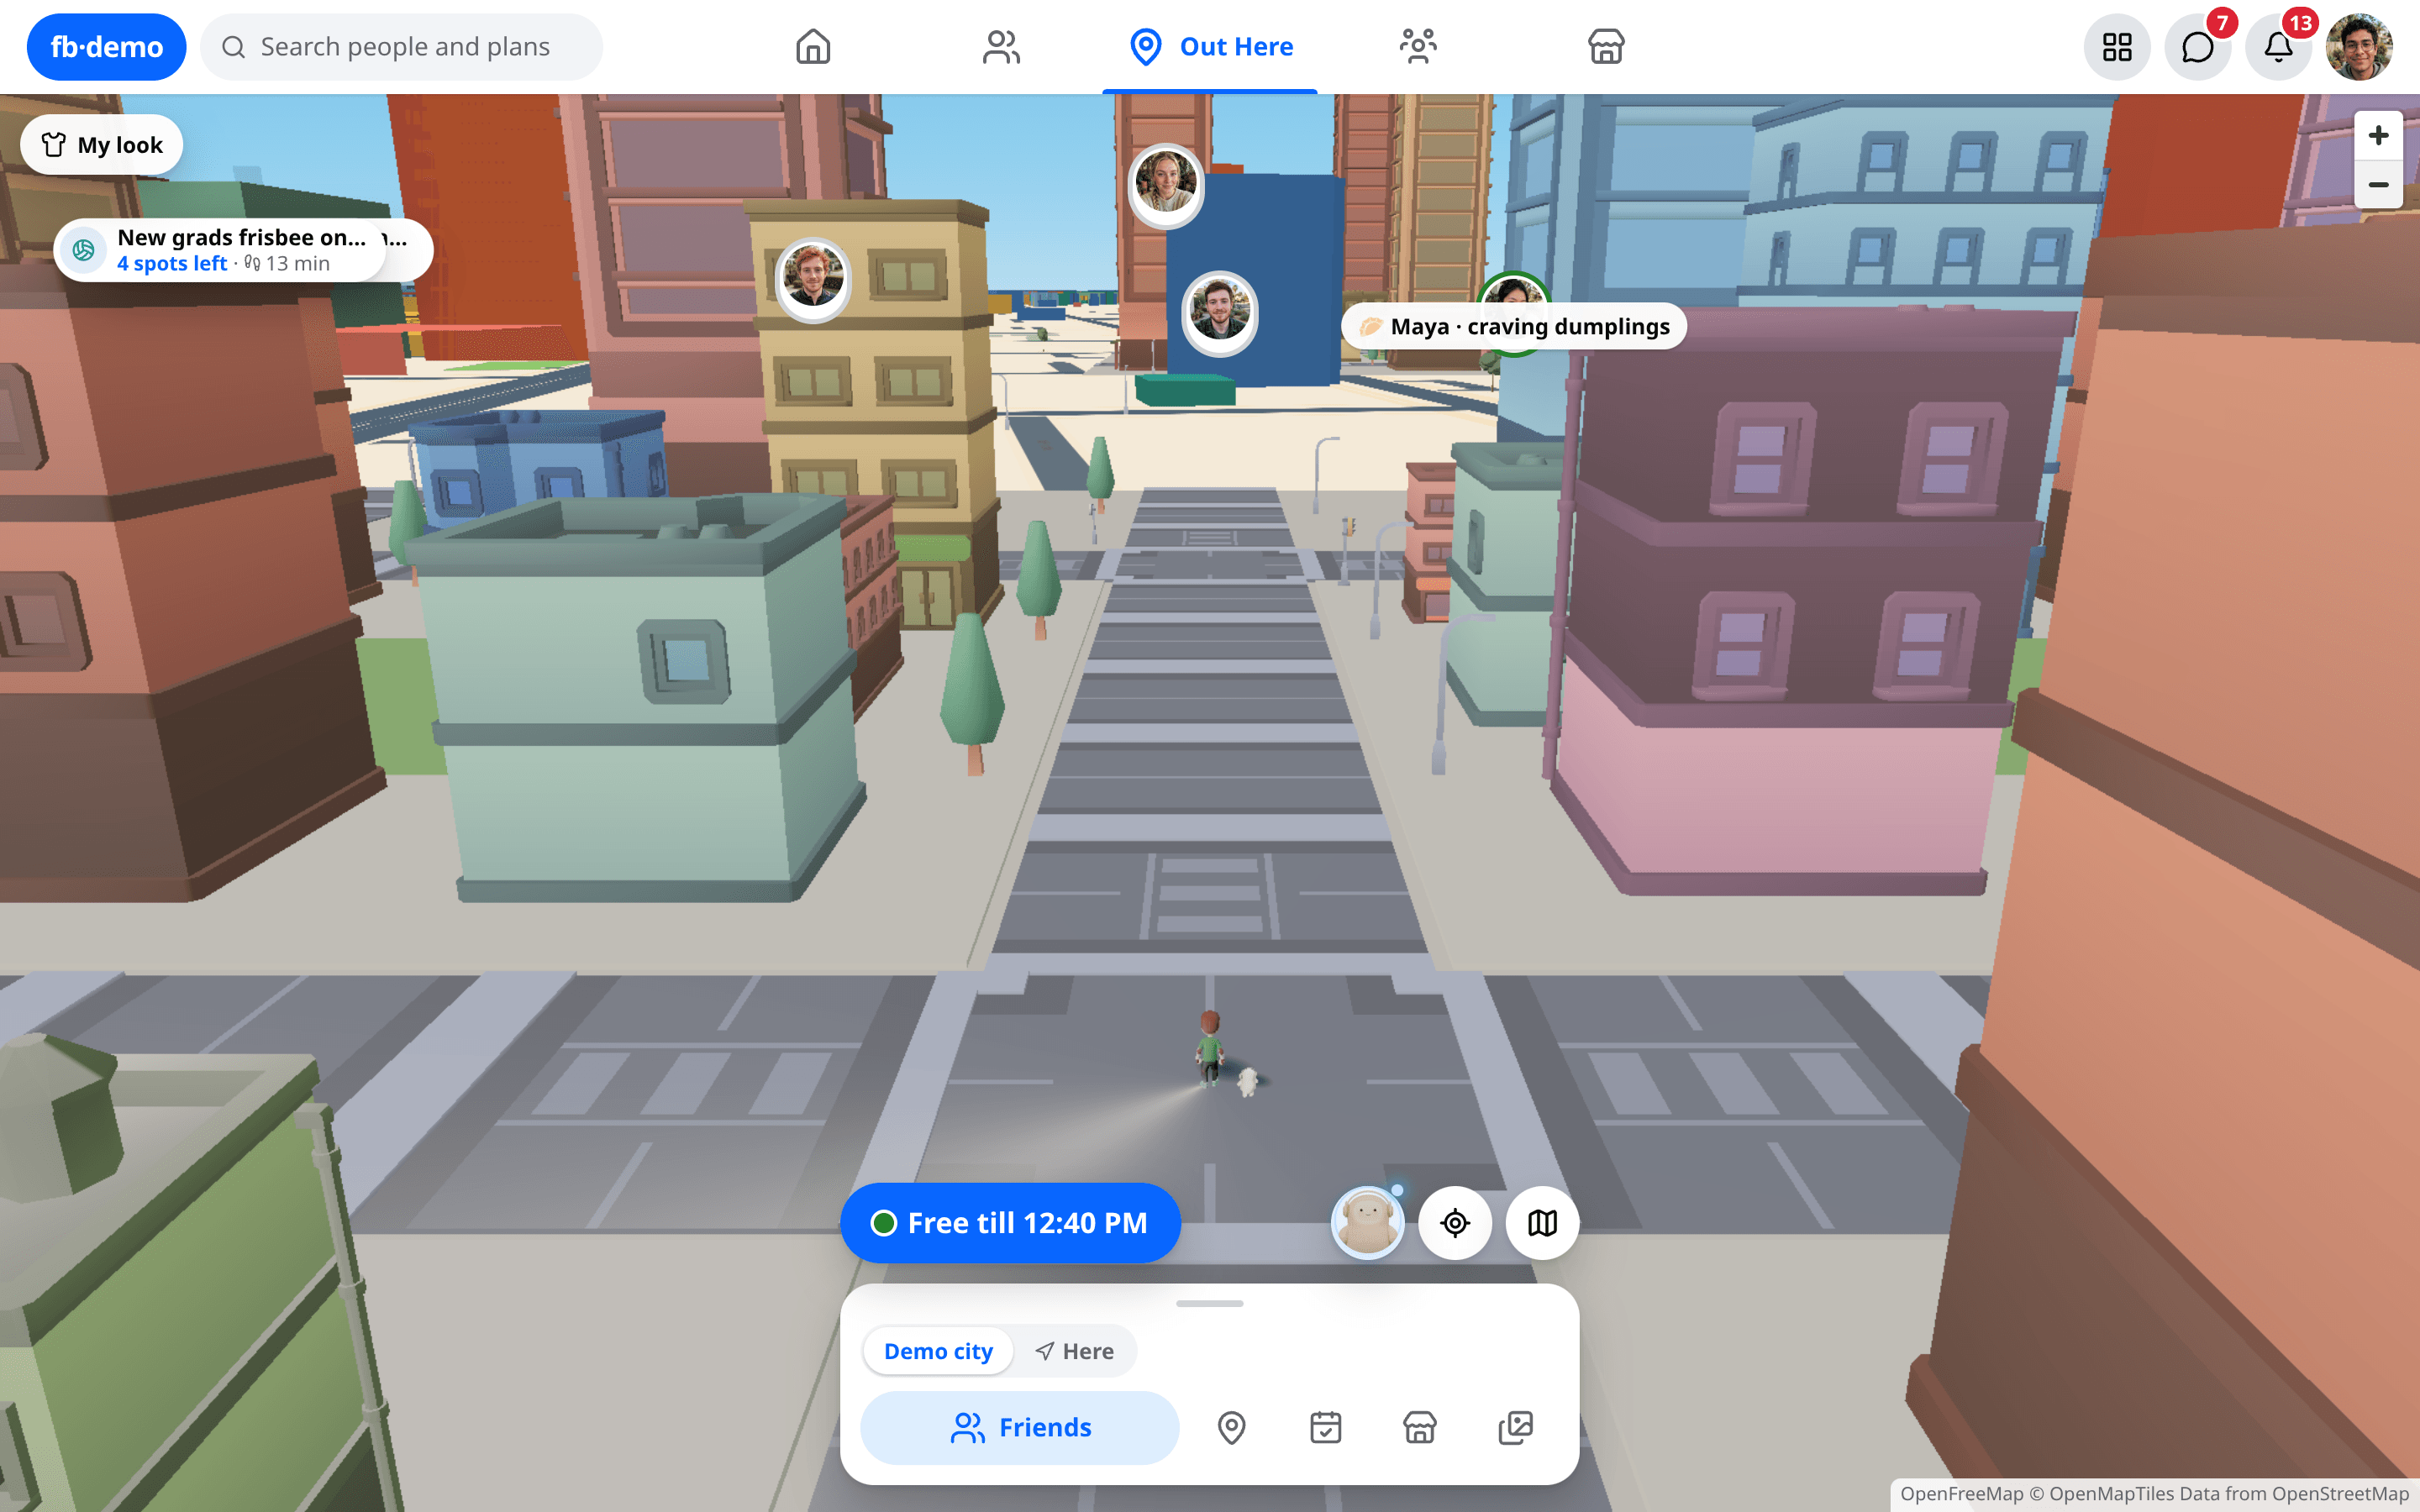 fb·demo
Search people and plans
Out Here
7
13
My look
New grads frisbee on...
4 spots left · 13 min
Maya · craving dumplings
Free till 12:40 PM
Demo city
Here
Friends
OpenFreeMap © OpenMapTiles Data from OpenStreetMap